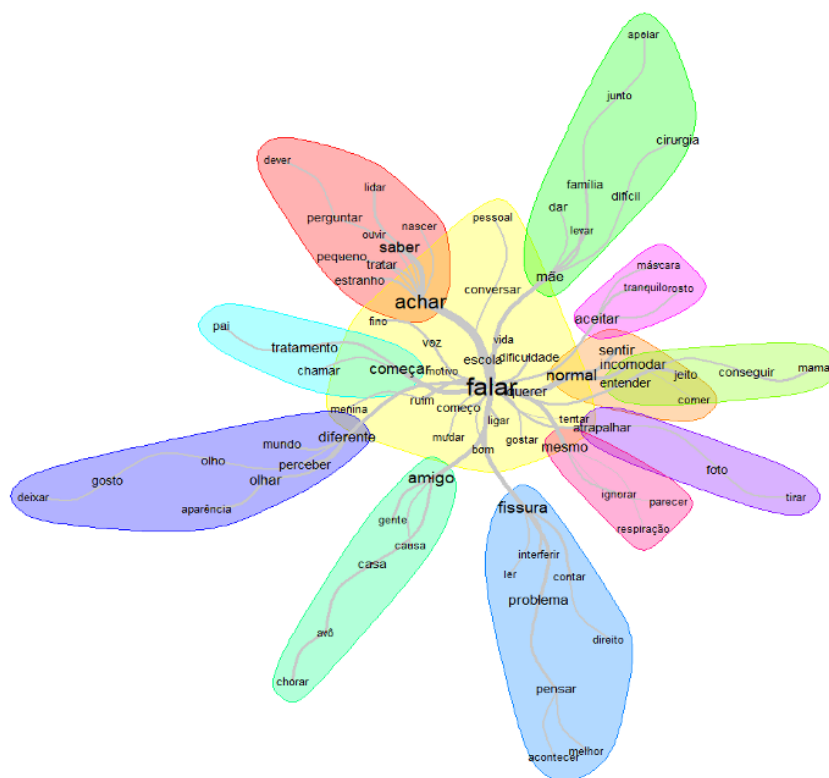 apoiar
junto
cirurgia
dever
lidar
família
difícil
perguntar
nascer
pessoal
dar
ouvir
levar
saber
pequeno
tratar
estranho
mãe
máscara
conversar
tranquilo
rosto
achar
fino
aceitar
pai
vida
voz
tratamento
sentir
escola
dificuldade
chamar
começar
motivo
incomodar
normal
jeito
conseguir
mamar
falar
querer
entender
ruim
comer
menina
começo
ligar
tentar
atrapalhar
diferente
mundo
mudar
gostar
mesmo
bom
olho
perceber
foto
gosto
olhar
amigo
deixar
ignorar
parecer
tirar
aparência
fissura
gente
respiração
causa
interferir
casa
ler
contar
problema
avô
direito
chorar
pensar
acontecer
melhor